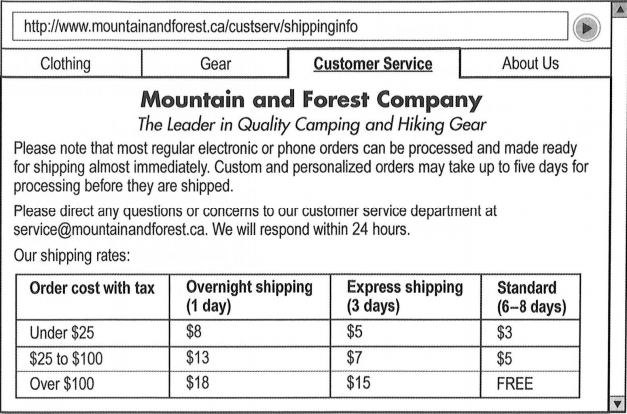 http://www.mountainandforest.ca/custserv/shippinginfo
Clothing Gear Customer Service About Us
Mountain and Forest Company
The Leader in Quality Camping and Hiking Gear
Please note that most regular electronic or phone orders can be processed and made ready
for shipping almost immediately. Custom and personalized orders may take up to five days for
processing before they are shipped.
Please direct any questions or concerns to our customer service department at
service@mountainandforest.ca. We will respond within 24 hours.
Our shipping rates:
Order cost with tax Overnight shipping Express shipping Standard
(1 day) (3 days) (6–8 days)
Under $25 $8 $5 $3
$25 to $100 $13 $7 $5
Over $100 $18 $15 FREE